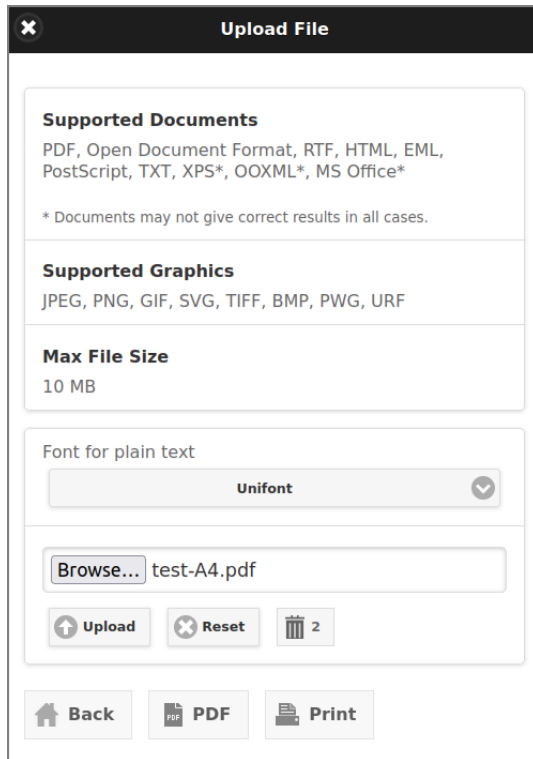 Upload File
Supported Documents
PDF, Open Document Format, RTF, HTML, EML,
PostScript, TXT, XPS*, OOXML*, MS Office*
* Documents may not give correct results in all cases.
Supported Graphics
JPEG, PNG, GIF, SVG, TIFF, BMP, PWG, URF
Max File Size
10 MB
Font for plain text
Unifont
Browse... test-A4.pdf
Upload Reset 2
Back PDF PDF Print